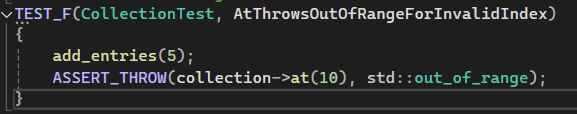 TEST_F(CollectionTest, AtThrowsOutOfRangeForInvalidIndex)
{
    add_entries(5);
    ASSERT_THROW(collection->at(10), std::out_of_range);
}